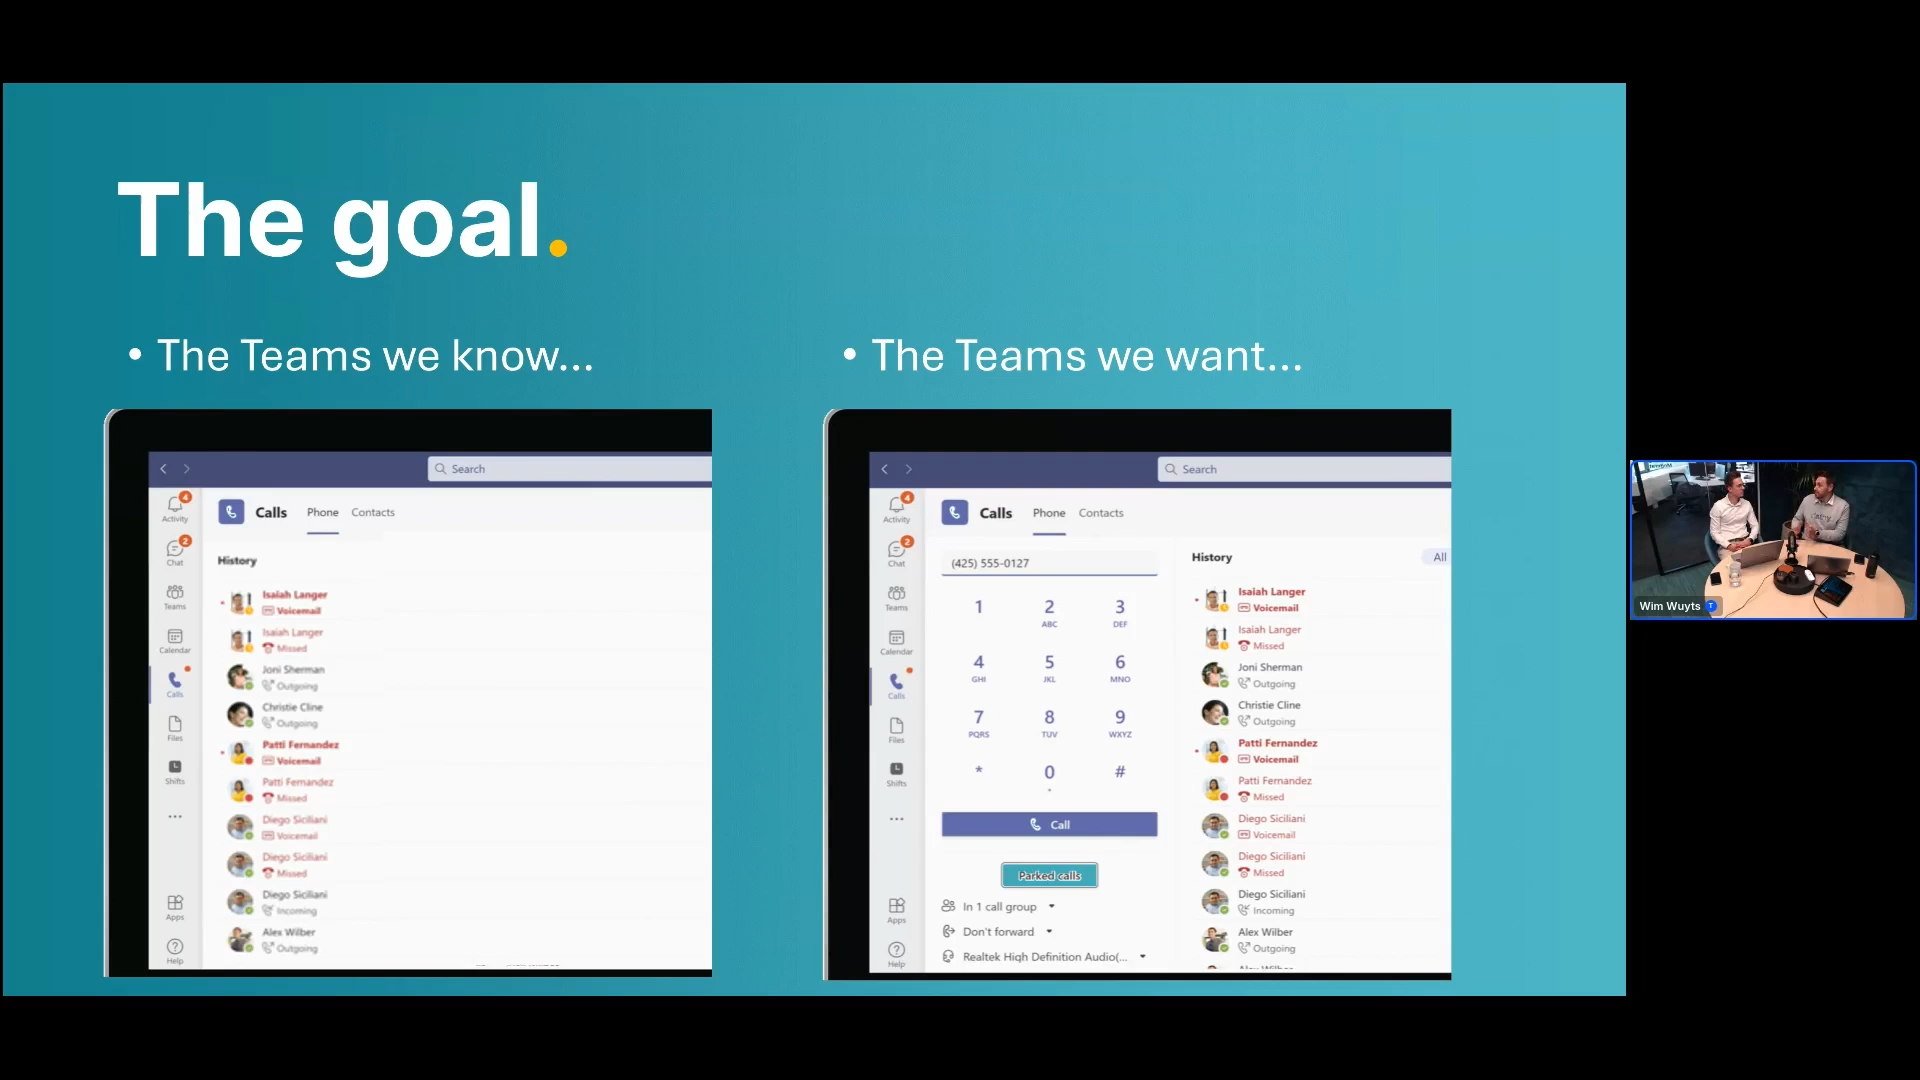 The goal.
• The Teams we know...
• The Teams we want...
Search
Activity
4
Chat
2
Teams
Calendar
Calls
Files
Shifts
...
Apps
Help
Calls
Phone
Contacts
History
Isaiah Langer
Voicemail
Isaiah Langer
Missed
Joni Sherman
Outgoing
Christie Cline
Outgoing
Patti Fernandez
Voicemail
Patti Fernandez
Missed
Diego Siciliani
Voicemail
Diego Siciliani
Missed
Diego Siciliani
Incoming
Alex Wilber
Outgoing
Search
Activity
4
Chat
2
Teams
Calendar
Calls
Files
Shifts
...
Apps
Help
Calls
Phone
Contacts
(425) 555-0127
1 2 3
ABC DEF
4 5 6
GHI JKL MNO
7 8 9
PQRS TUV WXYZ
* 0 #
Call
Parked calls
In 1 call group
Don't forward
Realtek High Definition Audio(...
History
All
Isaiah Langer
Voicemail
Isaiah Langer
Missed
Joni Sherman
Outgoing
Christie Cline
Outgoing
Patti Fernandez
Voicemail
Patti Fernandez
Missed
Diego Siciliani
Voicemail
Diego Siciliani
Missed
Diego Siciliani
Incoming
Alex Wilber
Outgoing
Wim Wuyts